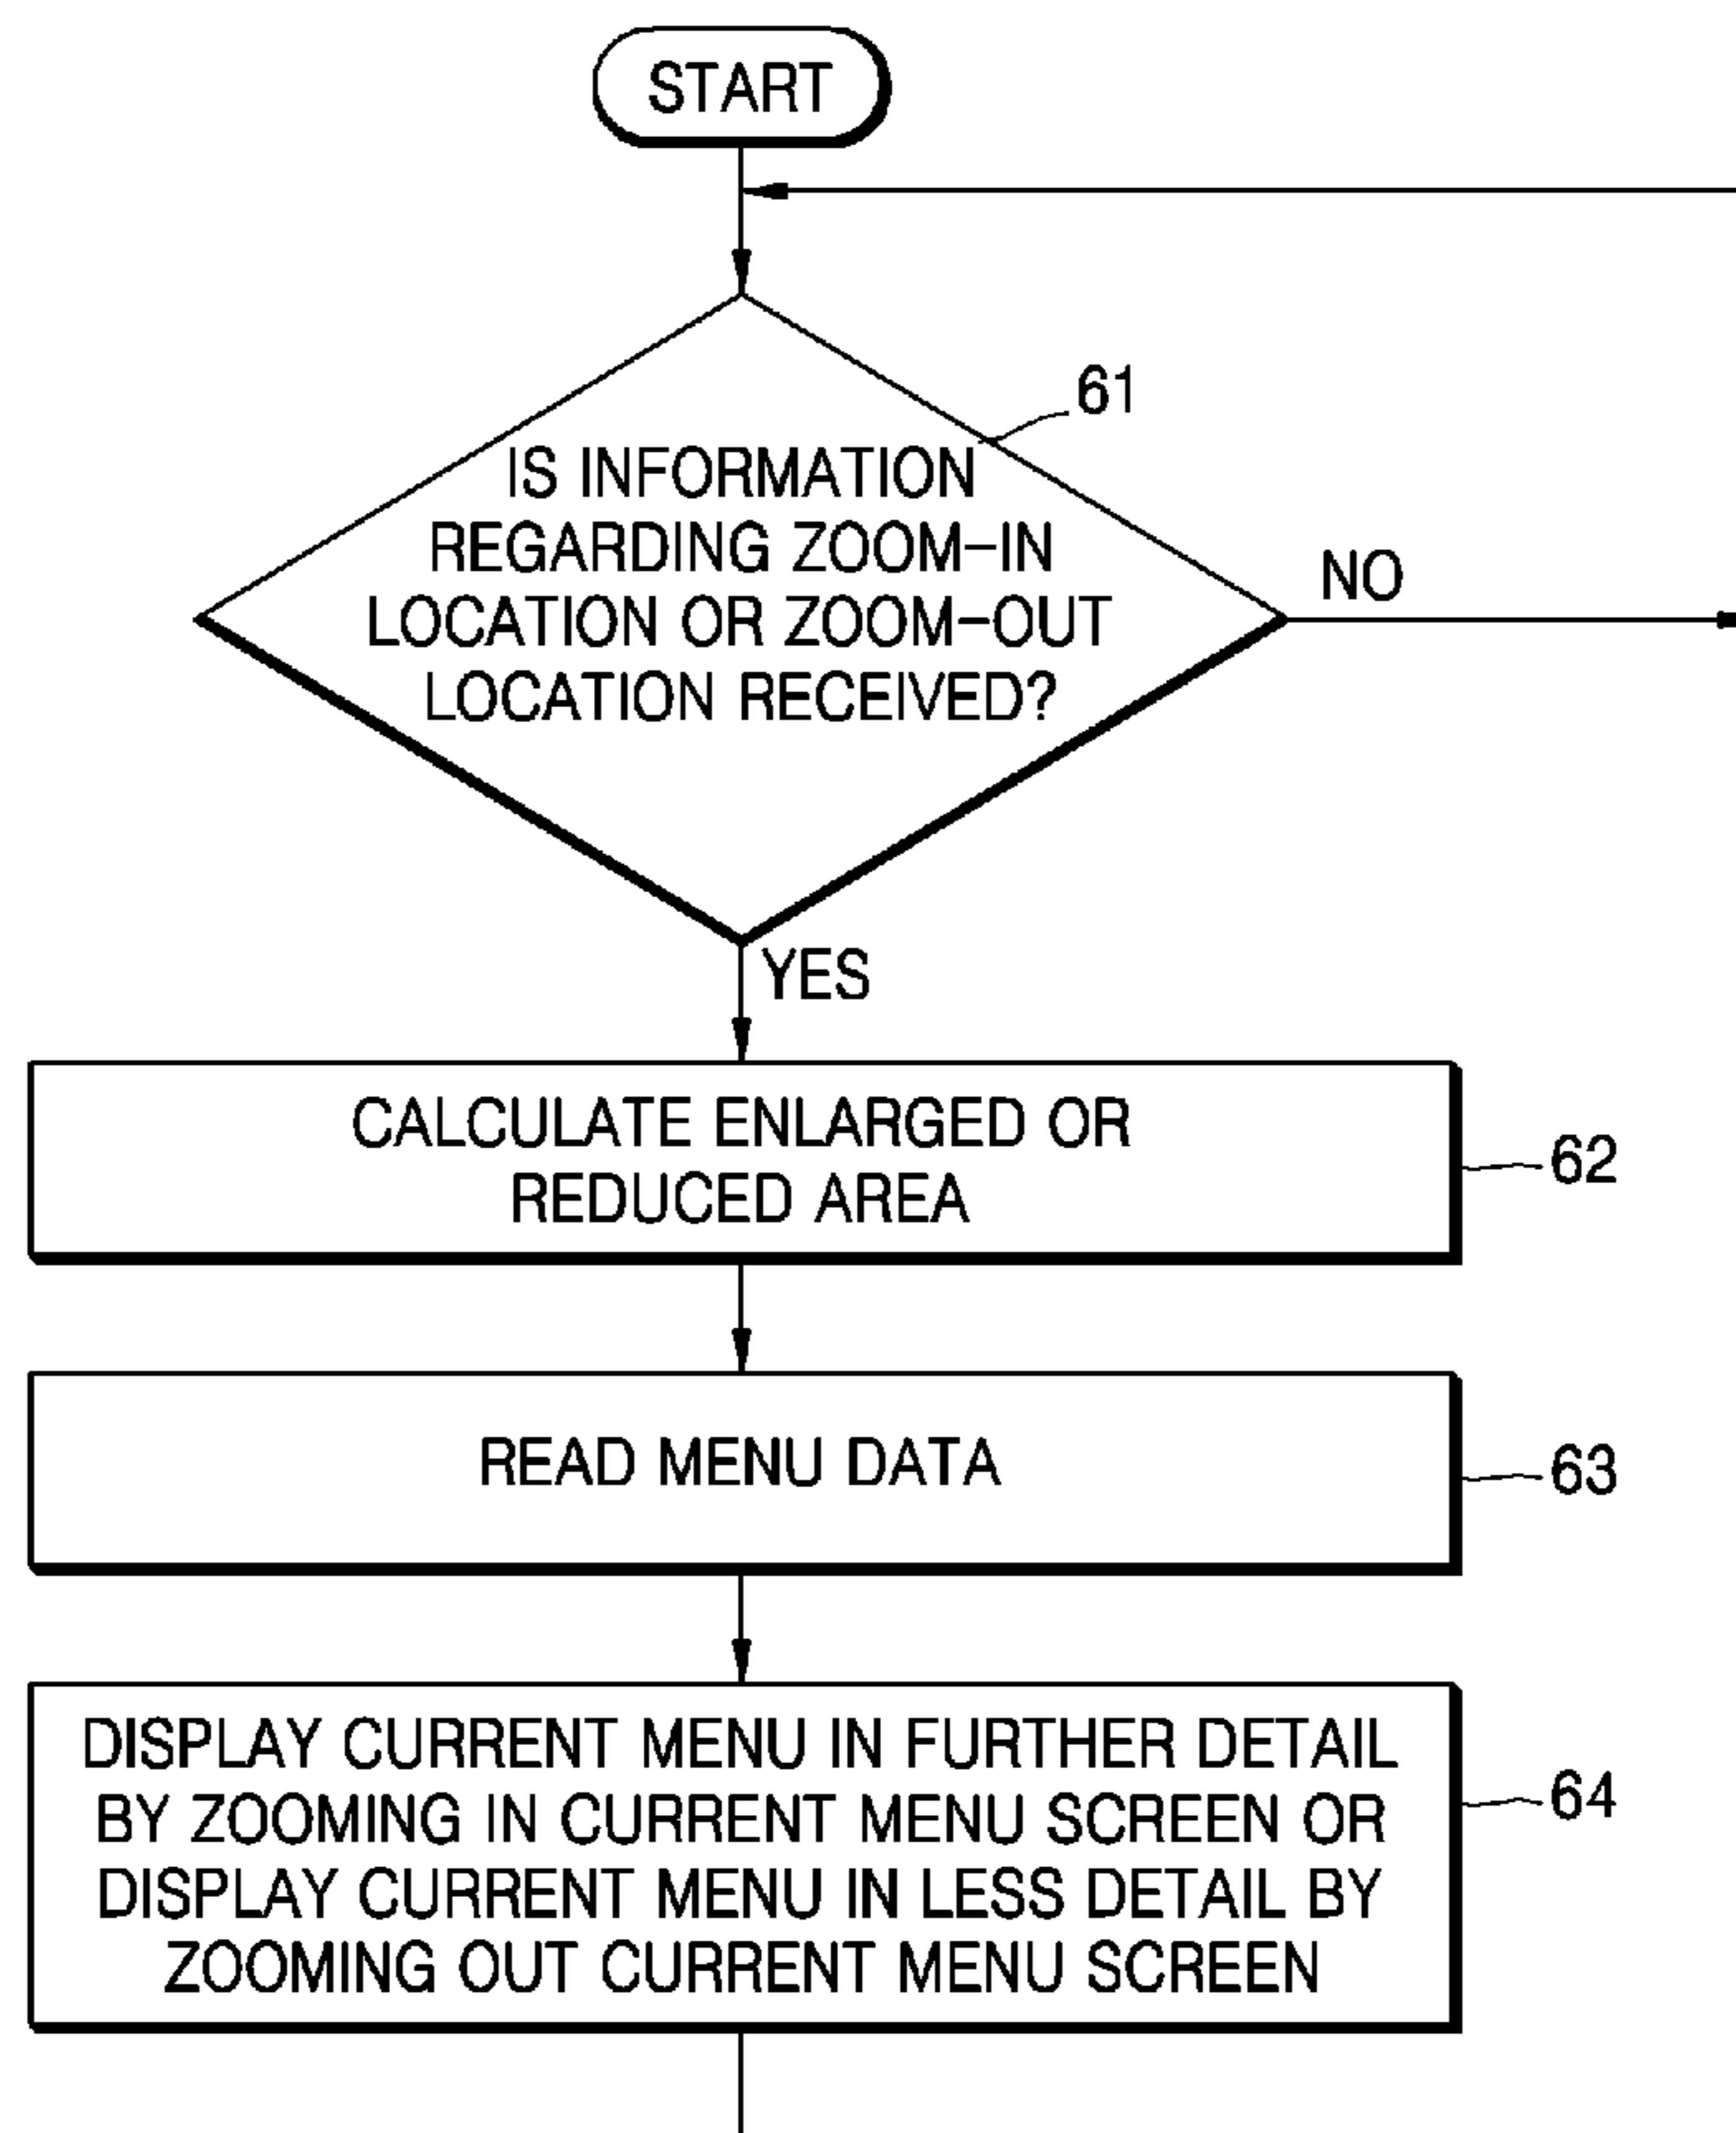 START
61
IS INFORMATION
REGARDING ZOOM-IN
LOCATION OR ZOOM-OUT
LOCATION RECEIVED?
NO
YES
CALCULATE ENLARGED OR
REDUCED AREA
62
READ MENU DATA
63
DISPLAY CURRENT MENU IN FURTHER DETAIL
BY ZOOMING IN CURRENT MENU SCREEN OR
DISPLAY CURRENT MENU IN LESS DETAIL BY
ZOOMING OUT CURRENT MENU SCREEN
64